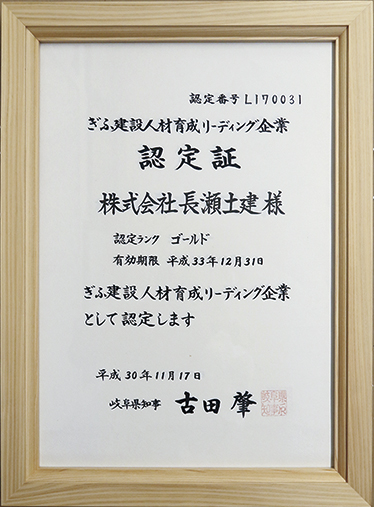 認定番号 L170031
ぎふ建設人材育成リーディング企業
認定証
株式会社長瀬土建 様
認定ランク ゴールド
有効期限 平成33年12月31日
ぎふ建設人材育成リーディング企業
として認定します
平成30年11月17日
岐阜県知事 古田 肇